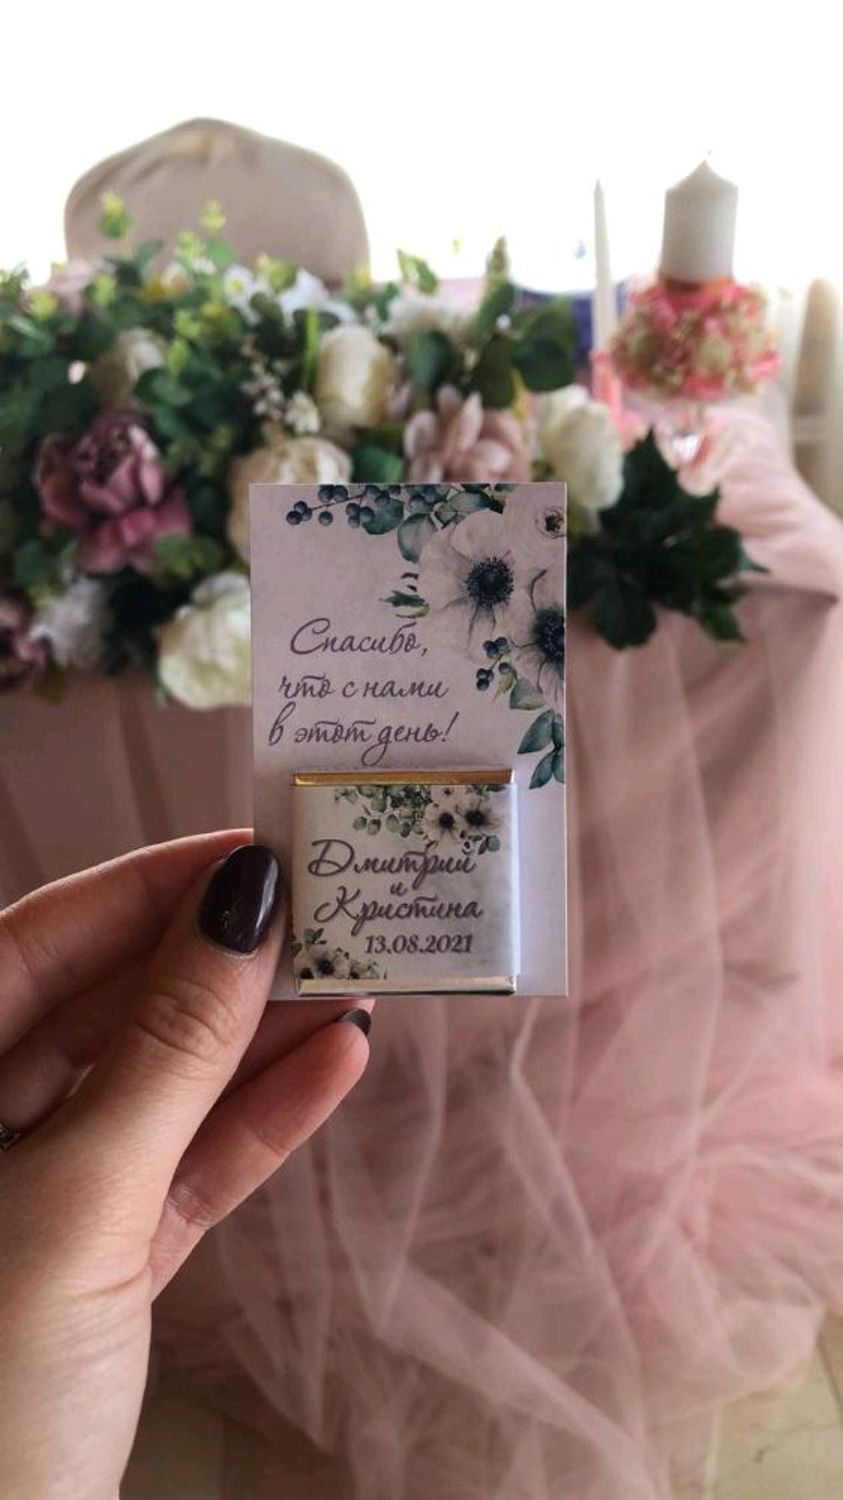 Спасибо,
что с нами
в этот день!
Дмитрий
и
Кристина
13.08.2021